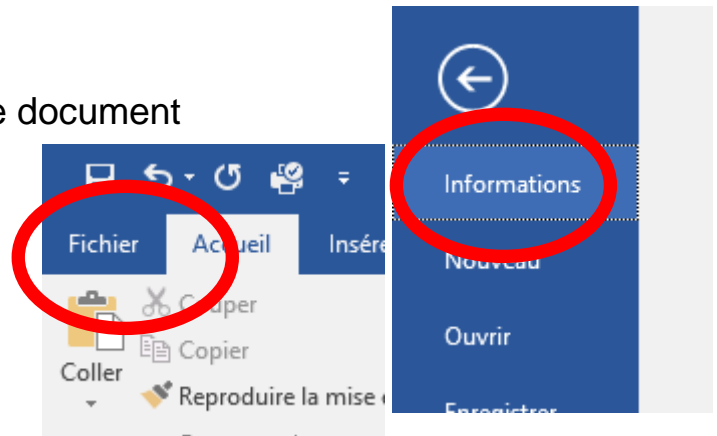 e document
Fichier Accueil Insére
Couper
Copier
Coller
Reproduire la mise
Informations
Nouveau
Ouvrir
Enregistrer